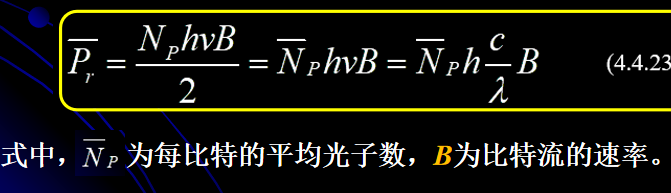 $\overline{P_r} = \frac{N_P h\nu B}{2} = \overline{N}_P h\nu B = \overline{N}_P h \frac{c}{\lambda} B$ (4.4.23
式中，$\overline{N}_P$ 为每比特的平均光子数，B为比特流的速率。